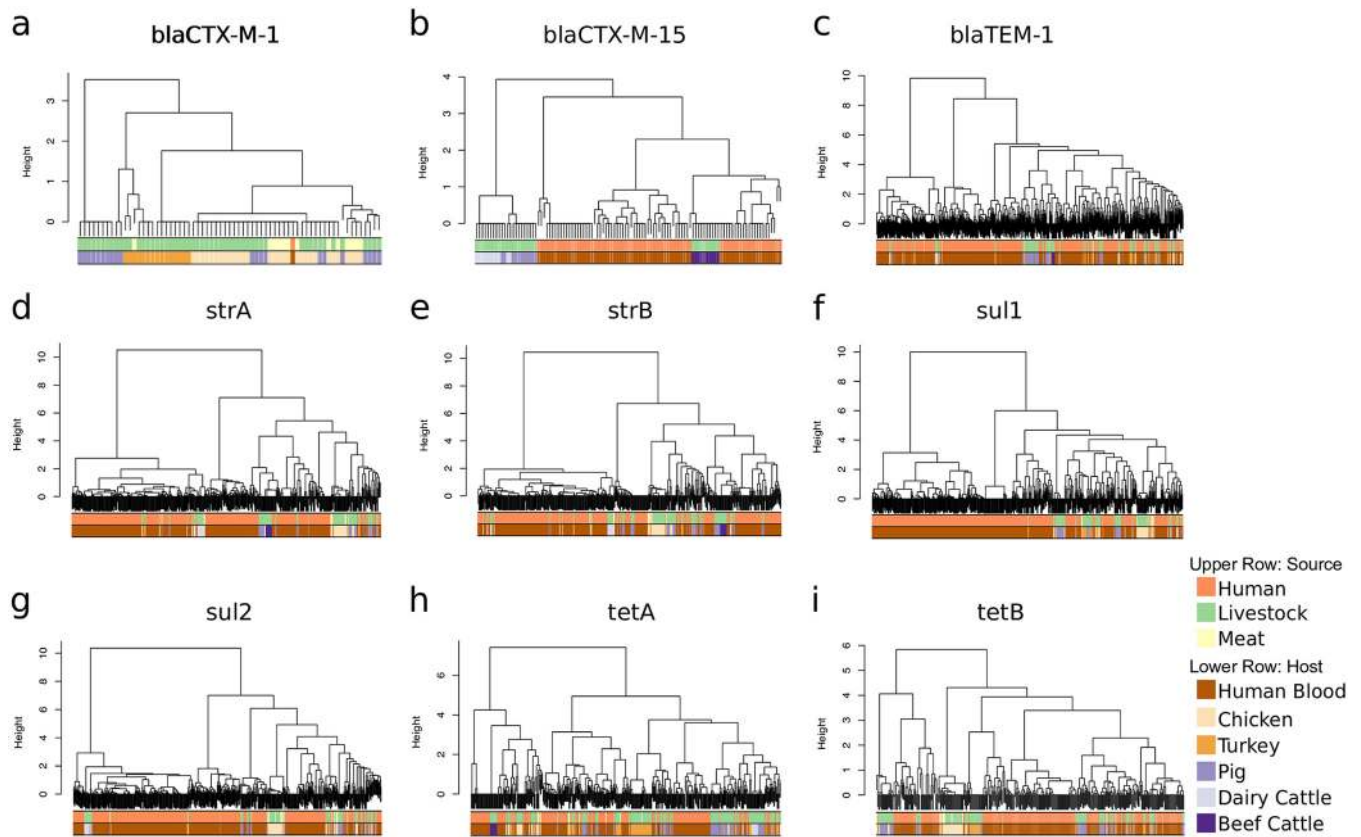 a
blaCTX-M-1
Height
3
2
1
0
b
blaCTX-M-15
Height
4
3
2
1
0
c
blaTEM-1
Height
10
8
6
4
2
0
d
strA
Height
10
8
6
4
2
0
e
strB
Height
10
8
6
4
2
0
f
sul1
Height
10
8
6
4
2
0
Upper Row: Source
Human
Livestock
Meat
Lower Row: Host
Human Blood
Chicken
Turkey
Pig
Dairy Cattle
Beef Cattle
g
sul2
Height
10
8
6
4
2
0
h
tetA
Height
6
4
2
0
i
tetB
Height
6
5
4
3
2
1
0